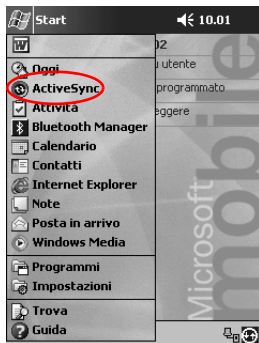 Start 10.01
02
Oggi
utente
ActiveSync
programmato
Attività
eggere
Bluetooth Manager
Calendario
Contatti
Internet Explorer
Note
Posta in arrivo
Windows Media
Programmi
Impostazioni
Trova
Guida
Microsoft
mobile